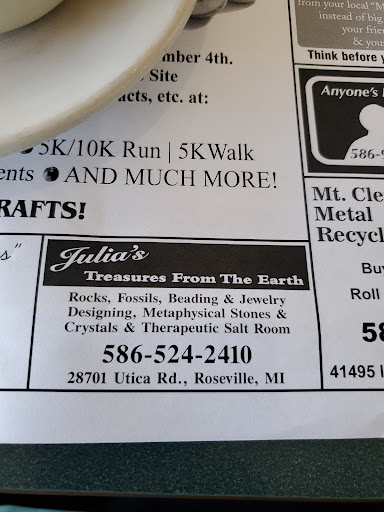 from your local "M
instead of big
your frie
& you
Think before y
mber 4th.
Site
acts, etc. at:
5K/10K Run | 5K Walk
ents ● AND MUCH MORE!
RAFTS!
Anyone's
586-9
Mt. Cle
Metal
Recycl
Bu
Roll
58
41495
s"
Julia's
Treasures From The Earth
Rocks, Fossils, Beading & Jewelry
Designing, Metaphysical Stones &
Crystals & Therapeutic Salt Room
586-524-2410
28701 Utica Rd., Roseville, MI